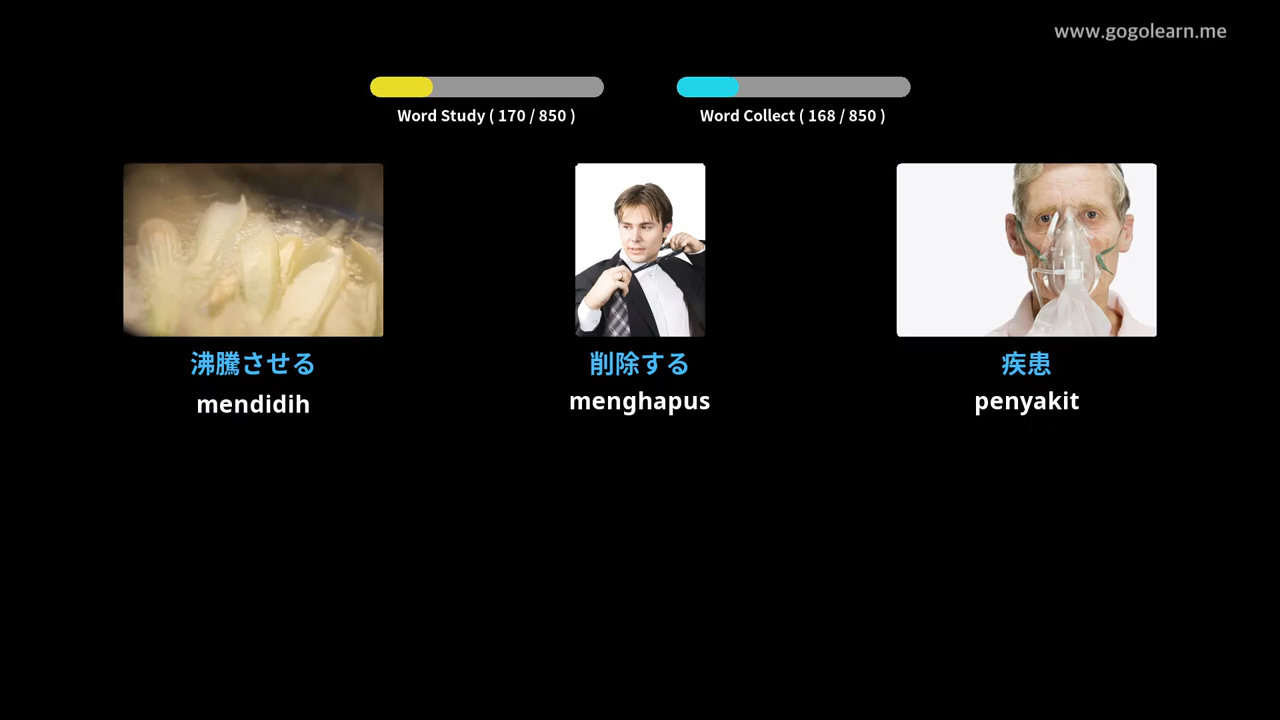 www.gogolearn.me
Word Study ( 170 / 850 )
Word Collect ( 168 / 850 )
沸騰させる
mendidih
削除する
menghapus
疾患
penyakit